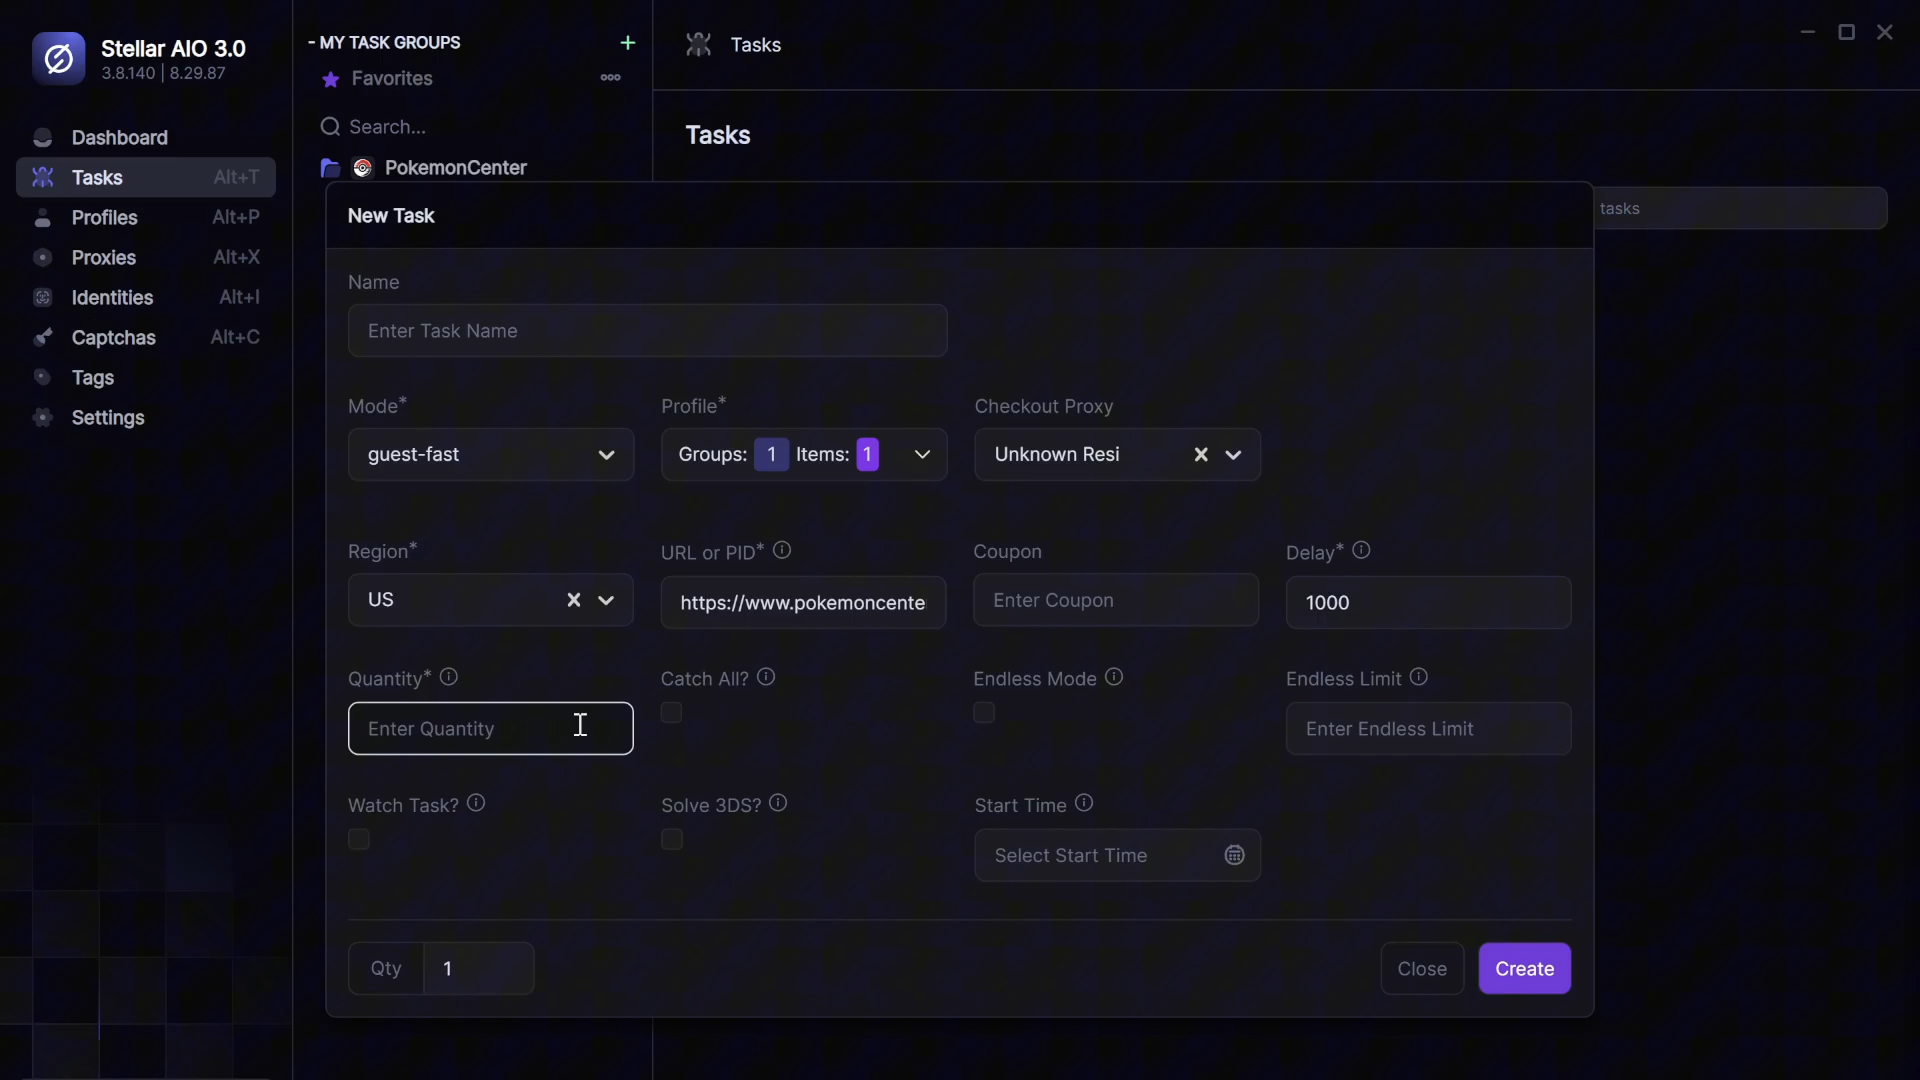 Stellar AIO 3.0
3.8.140 | 8.29.87
Dashboard
Tasks Alt+T
Profiles Alt+P
Proxies Alt+X
Identities Alt+I
Captchas Alt+C
Tags
Settings
- MY TASK GROUPS +
Favorites
Search...
PokemonCenter
Tasks
Tasks
tasks
New Task
Name
Enter Task Name
Mode* Profile* Checkout Proxy
guest-fast Groups: 1 Items: 1 Unknown Resi
Region* URL or PID* Coupon Delay*
US https://www.pokemoncente Enter Coupon 1000
Quantity* Catch All? Endless Mode Endless Limit
Enter Quantity Enter Endless Limit
Watch Task? Solve 3DS? Start Time
Select Start Time
Qty 1 Close Create